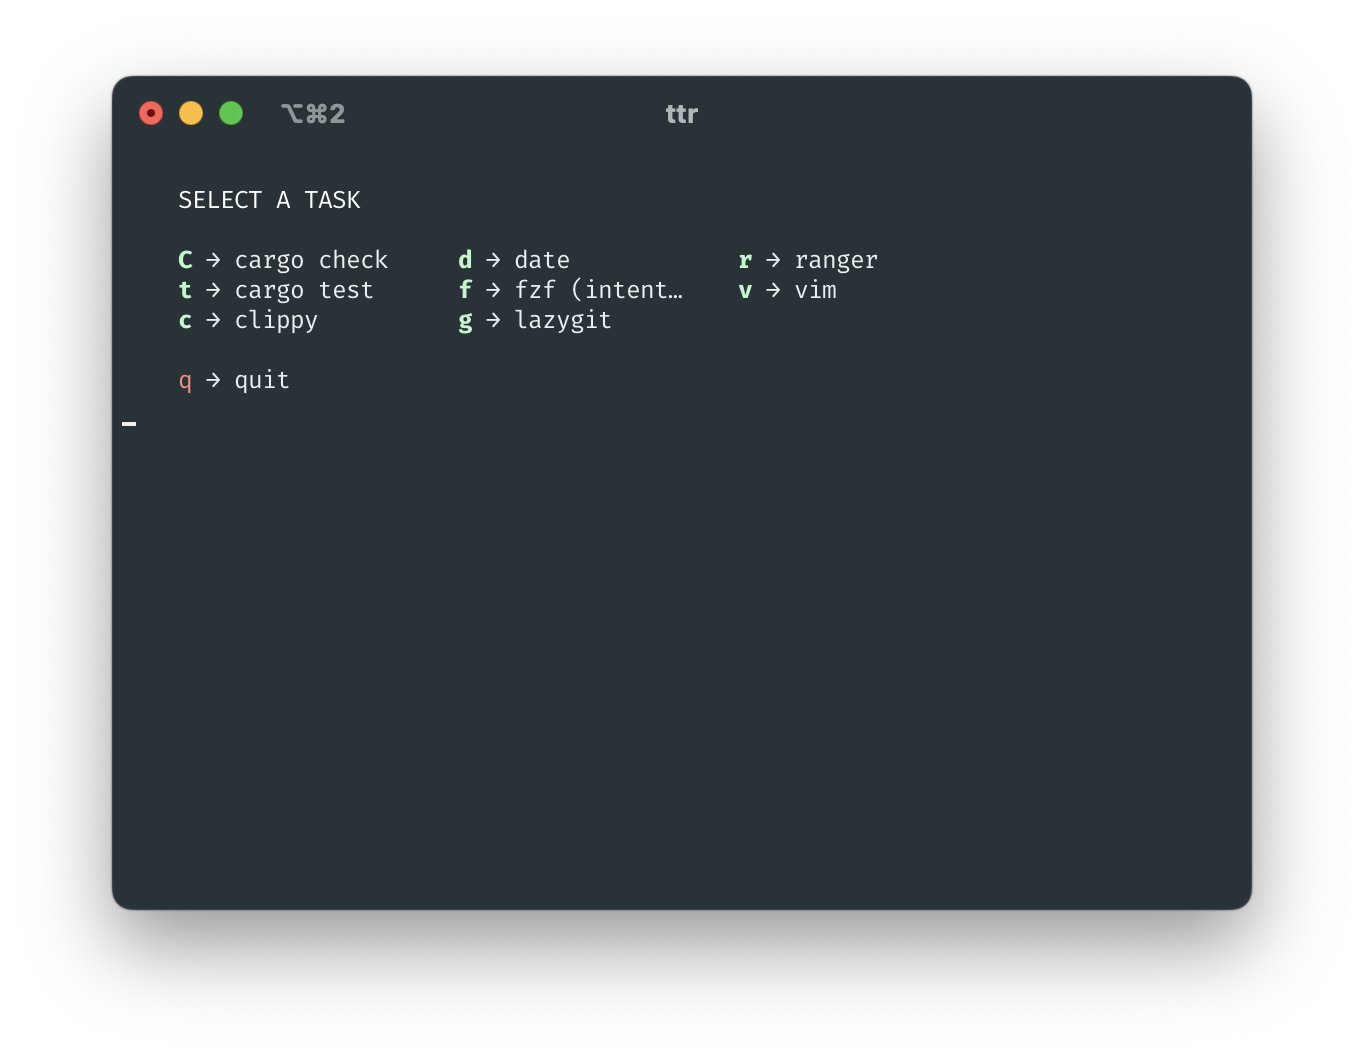 ⌥⌘2 ttr
SELECT A TASK
C → cargo check d → date r → ranger
t → cargo test f → fzf (intent… v → vim
c → clippy g → lazygit
q → quit